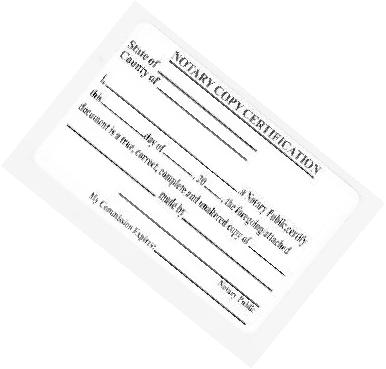 NOTARY COPY CERTIFICATION
State of
County of
I, , a Notary Public, certify
this day of , 20 , the foregoing attached
document is a true, correct, complete and unaltered copy of
made by
Notary Public
My Commission Expires: